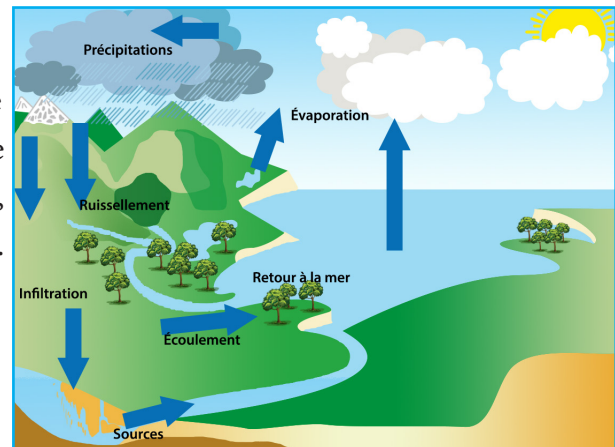 Précipitations
Évaporation
Ruissellement
Retour à la mer
Infiltration
Écoulement
Sources